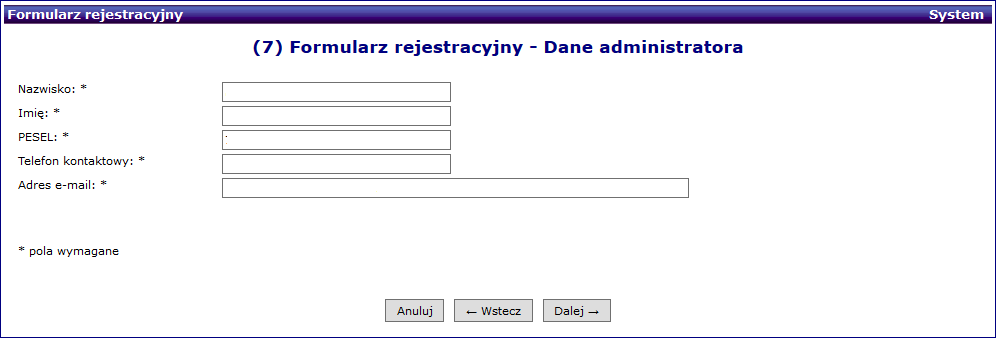 Formularz rejestracyjny System
(7) Formularz rejestracyjny - Dane administratora
Nazwisko: *
Imię: *
PESEL: *
Telefon kontaktowy: *
Adres e-mail: *
* pola wymagane
Anuluj ← Wstecz Dalej →